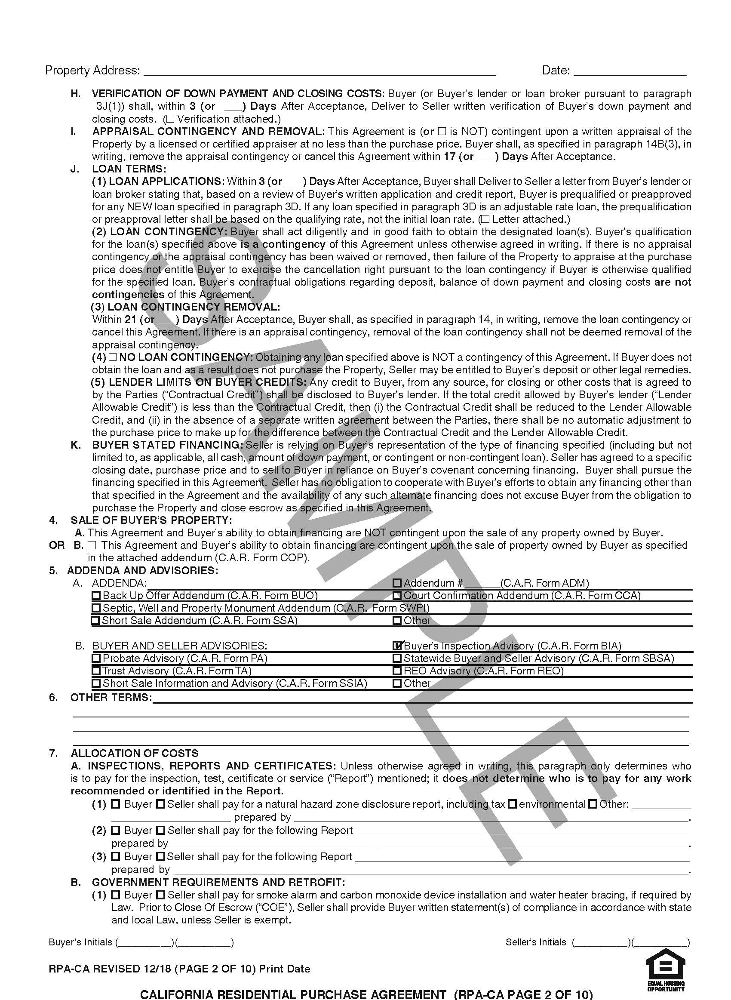 Property Address: ______ Date: ______
H. VERIFICATION OF DOWN PAYMENT AND CLOSING COSTS: Buyer (or Buyer's lender or loan broker pursuant to paragraph
3J(1)) shall, within 3 (or ___) Days After Acceptance, Deliver to Seller written verification of Buyer's down payment and
closing costs. (☐ Verification attached.)
I. APPRAISAL CONTINGENCY AND REMOVAL: This Agreement is (or ☐ is NOT) contingent upon a written appraisal of the
Property by a licensed or certified appraiser at no less than the purchase price. Buyer shall, as specified in paragraph 14B(3), in
writing, remove the appraisal contingency or cancel this Agreement within 17 (or ___) Days After Acceptance.
J. LOAN TERMS:
(1) LOAN APPLICATIONS: Within 3 (or ___) Days After Acceptance, Buyer shall Deliver to Seller a letter from Buyer's lender or
loan broker stating that, based on a review of Buyer's written application and credit report, Buyer is prequalified or preapproved
for any NEW loan specified in paragraph 3D. If any loan specified in paragraph 3D is an adjustable rate loan, the prequalification
or preapproval letter shall be based on the qualifying rate, not the initial loan rate. (☐ Letter attached.)
(2) LOAN CONTINGENCY: Buyer shall act diligently and in good faith to obtain the designated loan(s). Buyer's qualification
for the loan(s) specified above is a contingency of this Agreement unless otherwise agreed in writing. If there is no appraisal
contingency or the appraisal contingency has been waived or removed, then failure of the Property to appraise at the purchase
price does not entitle Buyer to exercise the cancellation right pursuant to the loan contingency if Buyer is otherwise qualified
for the specified loan. Buyer's contractual obligations regarding deposit, balance of down payment and closing costs are not
contingencies of this Agreement.
(3) LOAN CONTINGENCY REMOVAL:
Within 21 (or ___) Days After Acceptance, Buyer shall, as specified in paragraph 14, in writing, remove the loan contingency or
cancel this Agreement. If there is an appraisal contingency, removal of the loan contingency shall not be deemed removal of the
appraisal contingency.
(4) ☐ NO LOAN CONTINGENCY: Obtaining any loan specified above is NOT a contingency of this Agreement. If Buyer does not
obtain the loan and as a result does not purchase the Property, Seller may be entitled to Buyer's deposit or other legal remedies.
(5) LENDER LIMITS ON BUYER CREDITS: Any credit to Buyer, from any source, for closing or other costs that is agreed to
by the Parties ("Contractual Credit") shall be disclosed to Buyer's lender. If the total credit allowed by Buyer's lender ("Lender
Allowable Credit") is less than the Contractual Credit, then (i) the Contractual Credit shall be reduced to the Lender Allowable
Credit, and (ii) in the absence of a separate written agreement between the Parties, there shall be no automatic adjustment to
the purchase price to make up for the difference between the Contractual Credit and the Lender Allowable Credit.
K. BUYER STATED FINANCING: Seller is relying on Buyer's representation of the type of financing specified (including but not
limited to, as applicable, all cash, amount of down payment, or contingent or non-contingent loan). Seller has agreed to a specific
closing date, purchase price and to sell to Buyer in reliance on Buyer's covenant concerning financing. Buyer shall pursue the
financing specified in this Agreement. Seller has no obligation to cooperate with Buyer's efforts to obtain any financing other than
that specified in the Agreement and the availability of any such alternate financing does not excuse Buyer from the obligation to
purchase the Property and close escrow as specified in this Agreement.
4. SALE OF BUYER'S PROPERTY:
A. This Agreement and Buyer's ability to obtain financing are NOT contingent upon the sale of any property owned by Buyer.
OR B. ☐ This Agreement and Buyer's ability to obtain financing are contingent upon the sale of property owned by Buyer as specified
in the attached addendum (C.A.R. Form COP).
5. ADDENDA AND ADVISORIES:
A. ADDENDA: ☐ Addendum # ______ (C.A.R. Form ADM)
☐ Back Up Offer Addendum (C.A.R. Form BUO) ☐ Court Confirmation Addendum (C.A.R. Form CCA)
☐ Septic, Well and Property Monument Addendum (C.A.R. Form SWPI)
☐ Short Sale Addendum (C.A.R. Form SSA) ☐ Other
B. BUYER AND SELLER ADVISORIES: ☑ Buyer's Inspection Advisory (C.A.R. Form BIA)
☐ Probate Advisory (C.A.R. Form PA) ☐ Statewide Buyer and Seller Advisory (C.A.R. Form SBSA)
☐ Trust Advisory (C.A.R. Form TA) ☐ REO Advisory (C.A.R. Form REO)
☐ Short Sale Information and Advisory (C.A.R. Form SSIA) ☐ Other
6. OTHER TERMS: ______
7. ALLOCATION OF COSTS
A. INSPECTIONS, REPORTS AND CERTIFICATES: Unless otherwise agreed in writing, this paragraph only determines who
is to pay for the inspection, test, certificate or service ("Report") mentioned; it does not determine who is to pay for any work
recommended or identified in the Report.
(1) ☐ Buyer ☐ Seller shall pay for a natural hazard zone disclosure report, including tax ☐ environmental ☐ Other: ______
______ prepared by ______.
(2) ☐ Buyer ☐ Seller shall pay for the following Report ______
prepared by ______.
(3) ☐ Buyer ☐ Seller shall pay for the following Report ______
prepared by ______.
B. GOVERNMENT REQUIREMENTS AND RETROFIT:
(1) ☐ Buyer ☐ Seller shall pay for smoke alarm and carbon monoxide device installation and water heater bracing, if required by
Law. Prior to Close Of Escrow ("COE"), Seller shall provide Buyer written statement(s) of compliance in accordance with state
and local Law, unless Seller is exempt.
Buyer's Initials (______)(______) Seller's Initials (______)(______)
RPA-CA REVISED 12/18 (PAGE 2 OF 10) Print Date
EQUAL HOUSING
OPPORTUNITY
CALIFORNIA RESIDENTIAL PURCHASE AGREEMENT (RPA-CA PAGE 2 OF 10)
SAMPLE